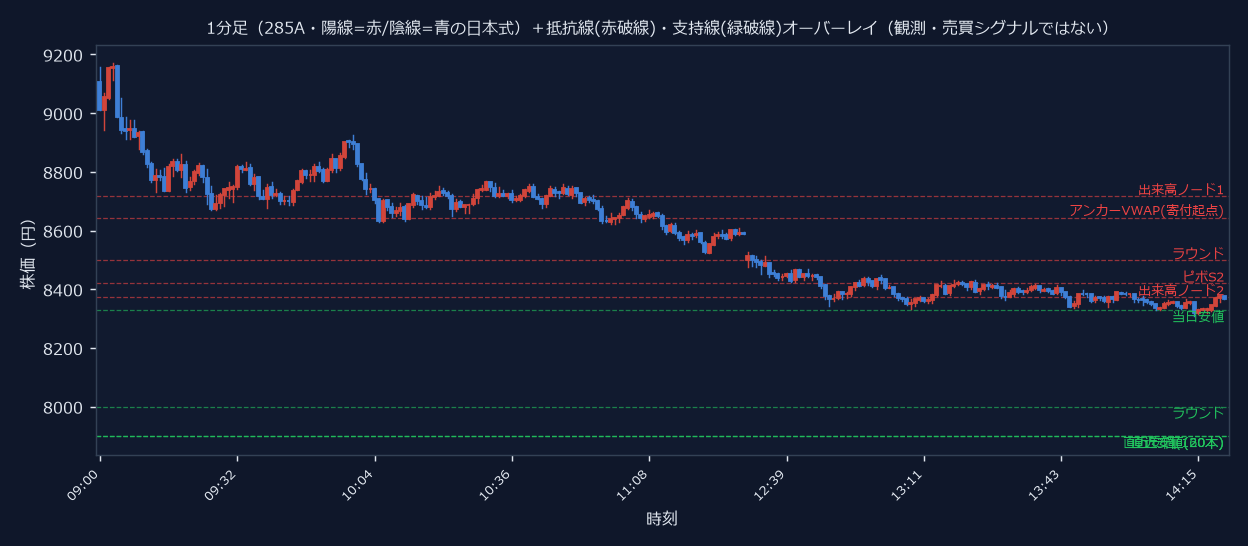 1分足（285A・陽線=赤/陰線=青の日本式）＋抵抗線(赤破線)・支持線(緑破線)オーバーレイ（観測・売買シグナルではない）
9200
9000
8800
8600
8400
8200
8000
株価（円）
出来高ノード1
アンカーVWAP(寄付起点)
ラウンド
ピボS2
出来高ノード2
当日安値
ラウンド
(20本)
09:00
09:32
10:04
10:36
11:08
12:39
13:11
13:43
14:15
時刻